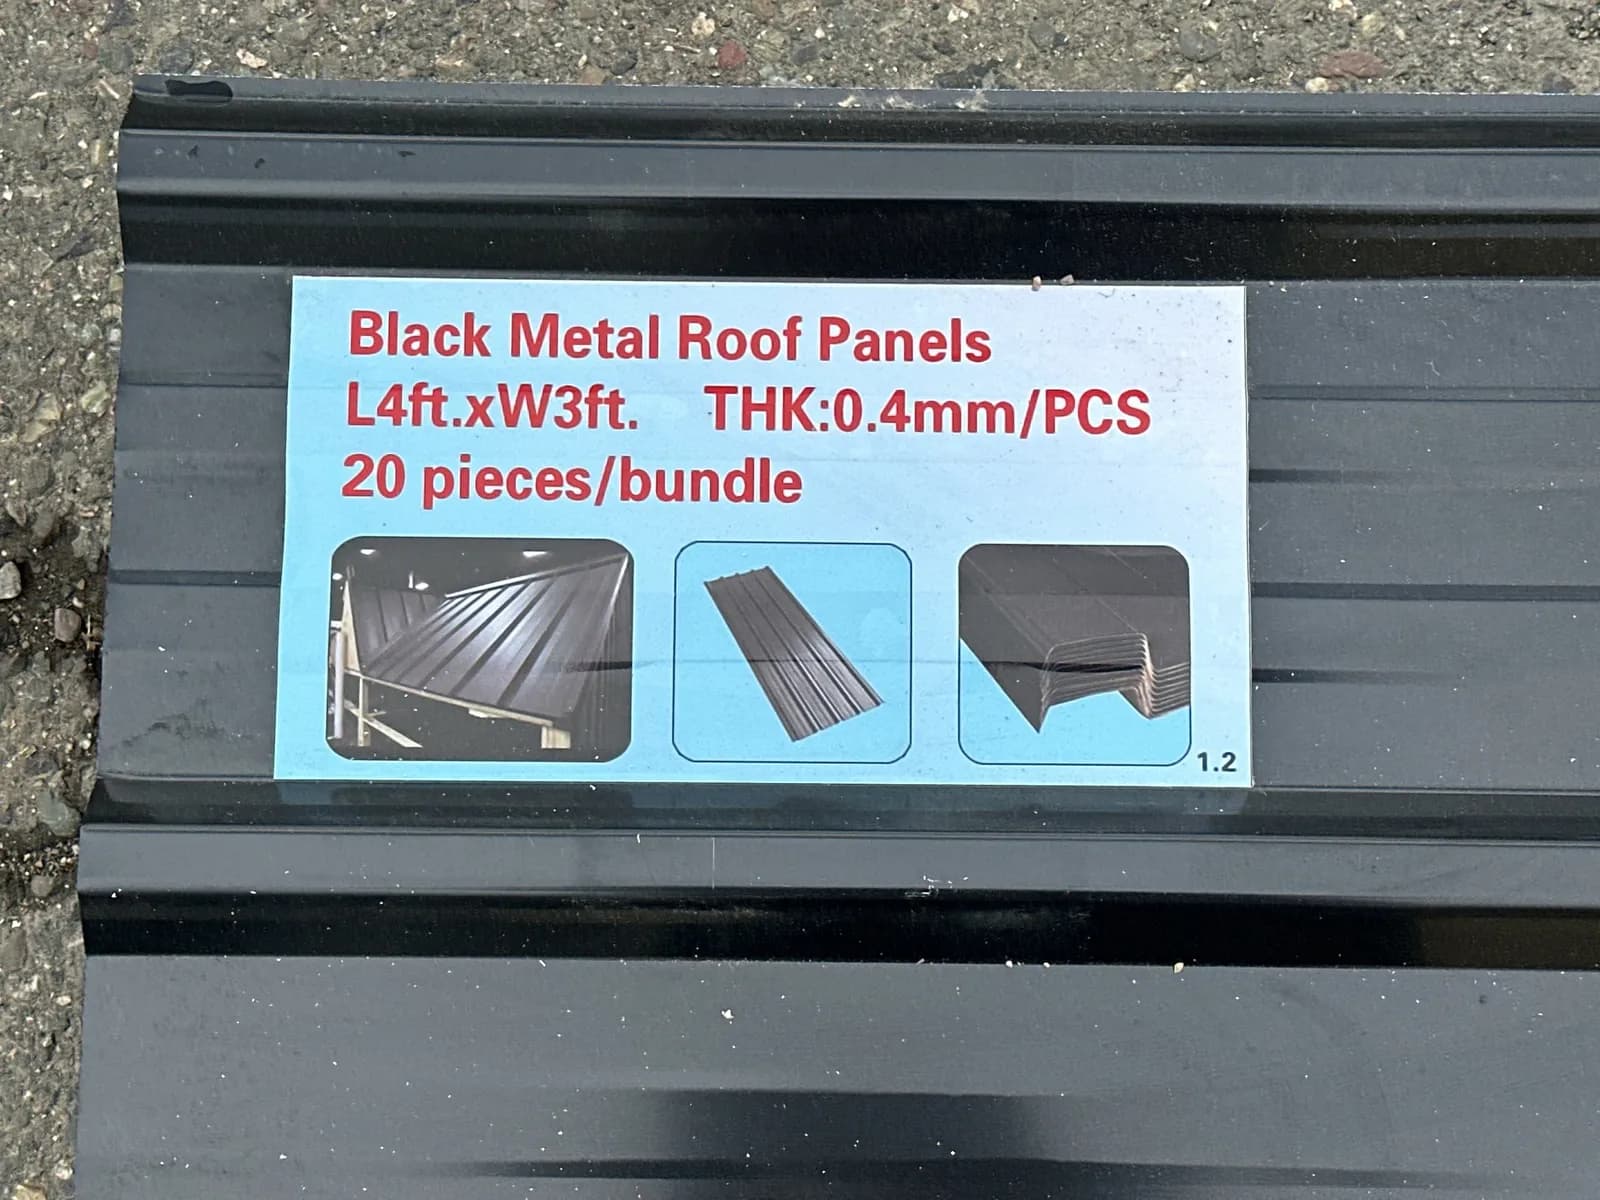 Black Metal Roof Panels
L4ft.xW3ft. THK:0.4mm/PCS
20 pieces/bundle
1.2